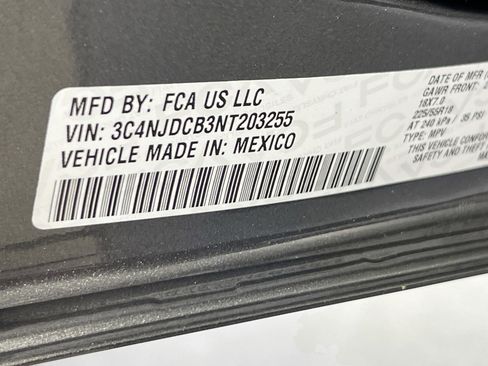 MFD BY: FCA US LLC
VIN: 3C4NJDCB3NT203255
VEHICLE MADE IN: MEXICO
DATE OF MFR
GAWR FRONT:
18X7.0
225/55R18
AT 240 kPa / 35 PSI
TYPE: MPV
THIS VEHICLE CONFORMS
SAFETY AND THEFT